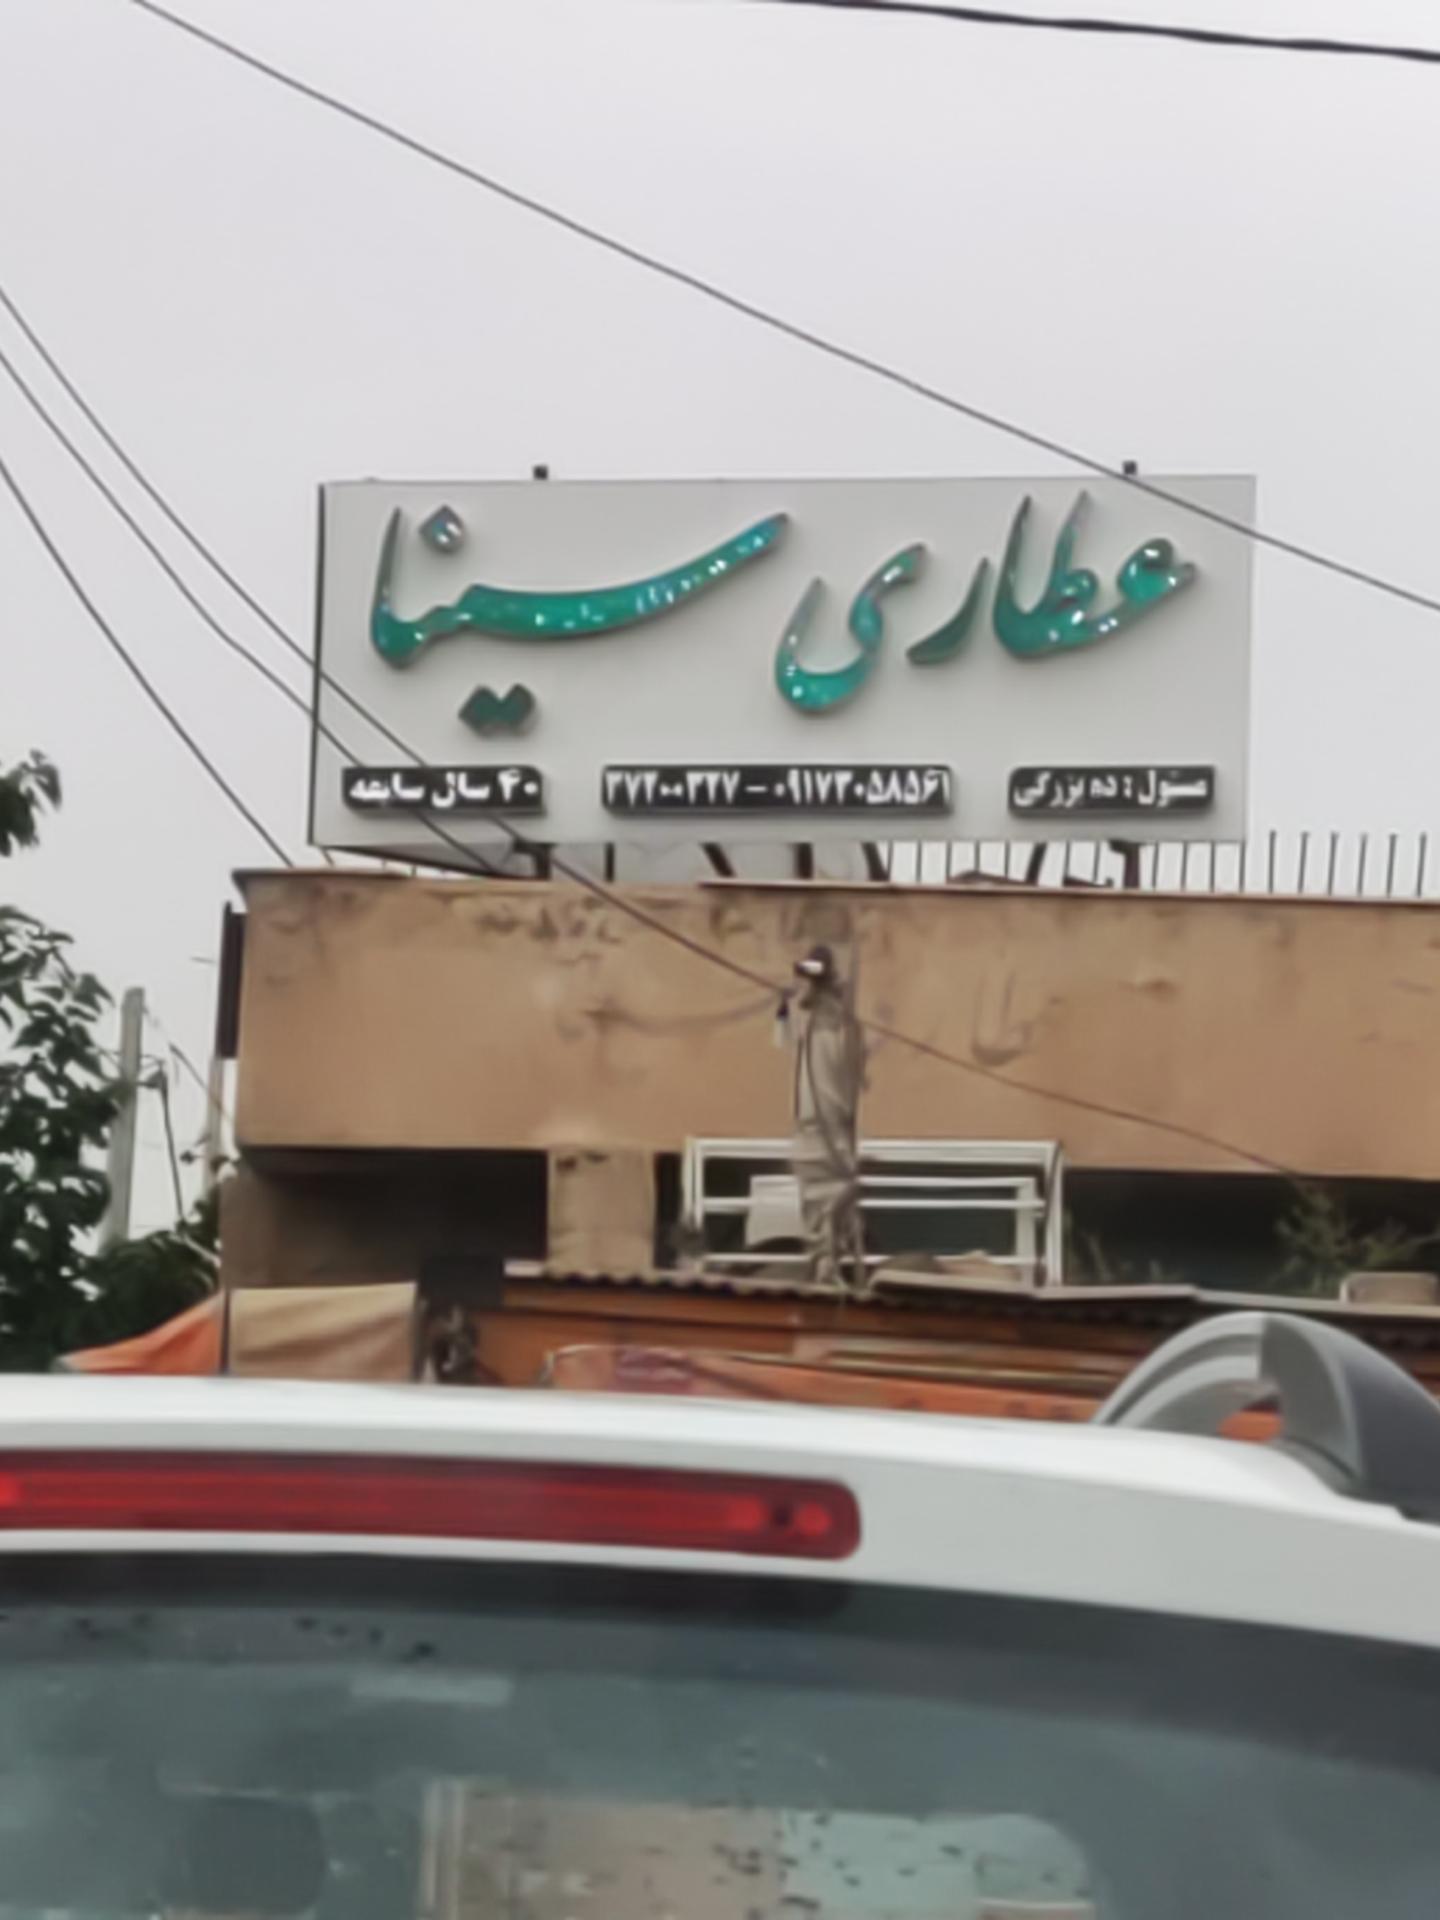 عطاری سینا
مسئول : ده بزرگی
۰۹۱۷۳۰۵۸۵۶۱ - ۳۷۲۰۰۳۲۷
۴۰ سال سابقه